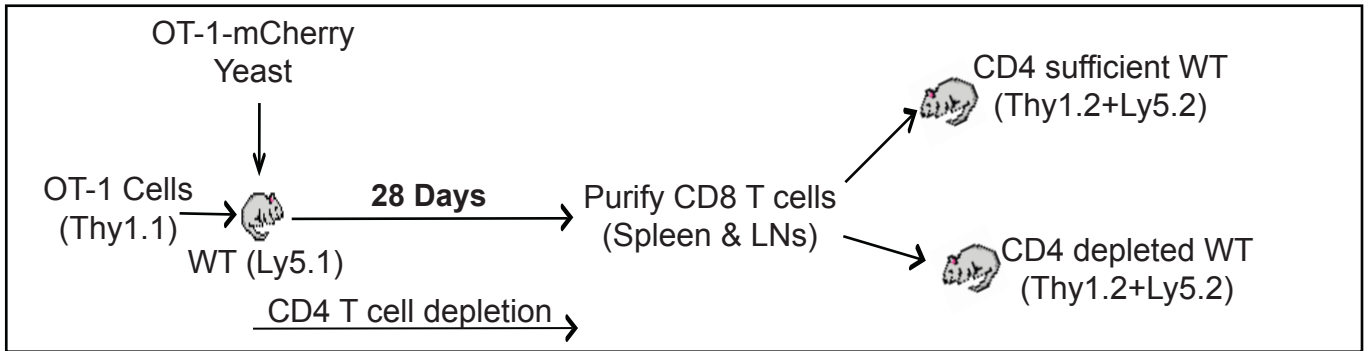 OT-1-mCherry
Yeast
OT-1 Cells
(Thy1.1)
WT (Ly5.1)
28 Days
CD4 T cell depletion
Purify CD8 T cells
(Spleen & LNs)
CD4 sufficient WT
(Thy1.2+Ly5.2)
CD4 depleted WT
(Thy1.2+Ly5.2)